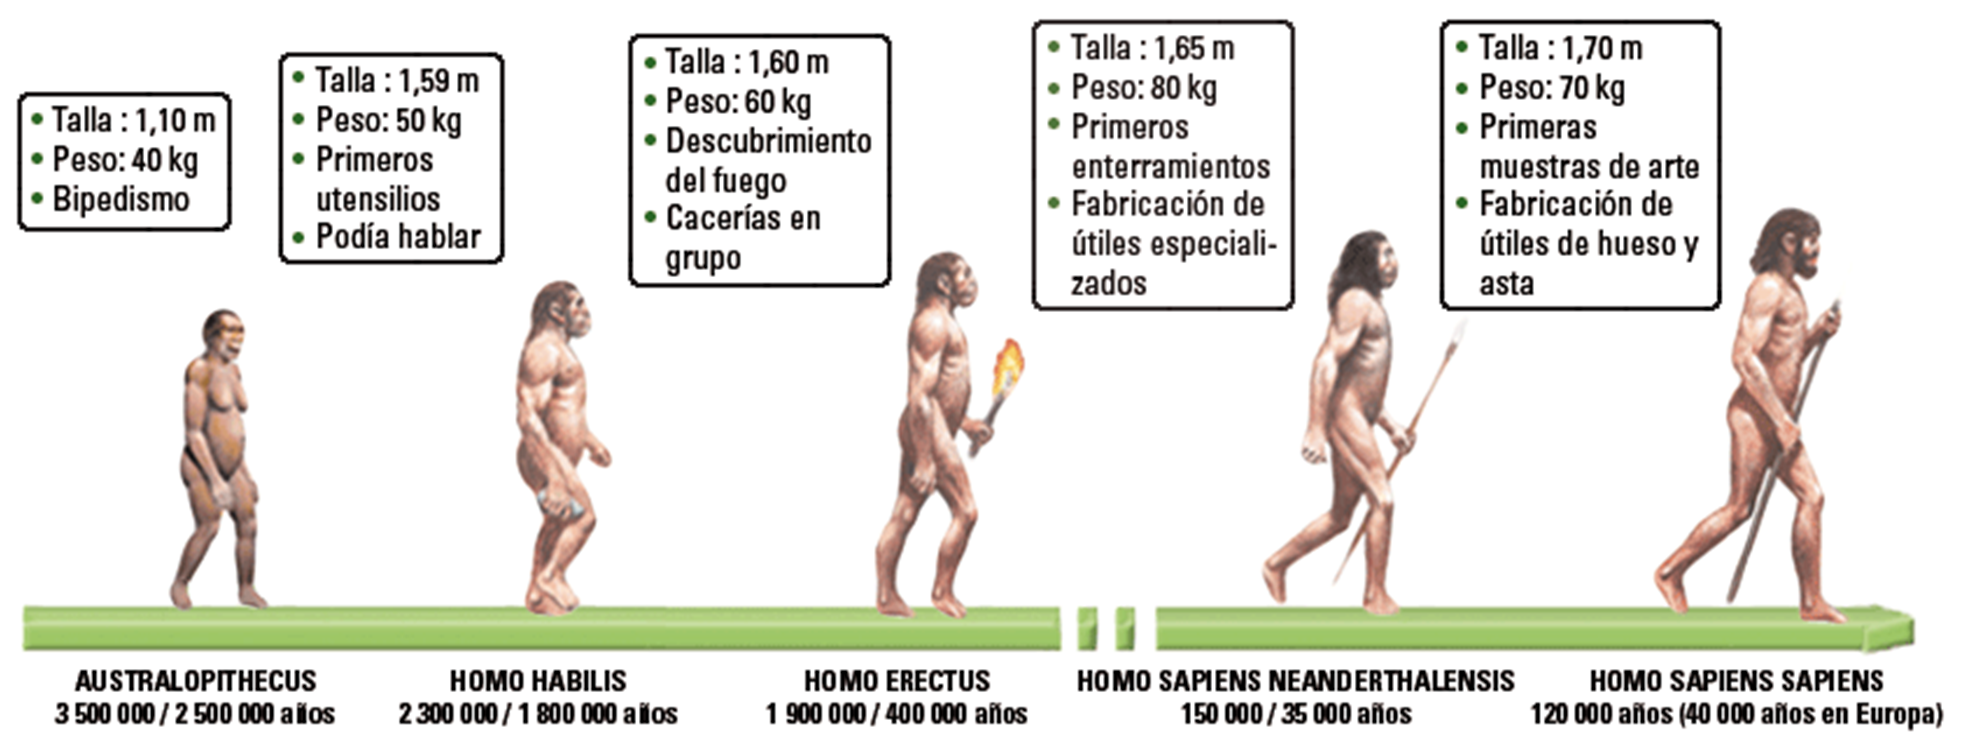 • Talla : 1,10 m
• Peso: 40 kg
• Bipedismo
• Talla : 1,59 m
• Peso: 50 kg
• Primeros
utensilios
• Podía hablar
• Talla : 1,60 m
• Peso: 60 kg
• Descubrimiento
del fuego
• Cacerías en
grupo
• Talla : 1,65 m
• Peso: 80 kg
• Primeros
enterramientos
• Fabricación de
útiles especiali-
zados
• Talla : 1,70 m
• Peso: 70 kg
• Primeras
muestras de arte
• Fabricación de
útiles de hueso y
asta
AUSTRALOPITHECUS
3 500 000 / 2 500 000 años
HOMO HABILIS
2 300 000 / 1 800 000 años
HOMO ERECTUS
1 900 000 / 400 000 años
HOMO SAPIENS NEANDERTHALENSIS
150 000 / 35 000 años
HOMO SAPIENS SAPIENS
120 000 años (40 000 años en Europa)